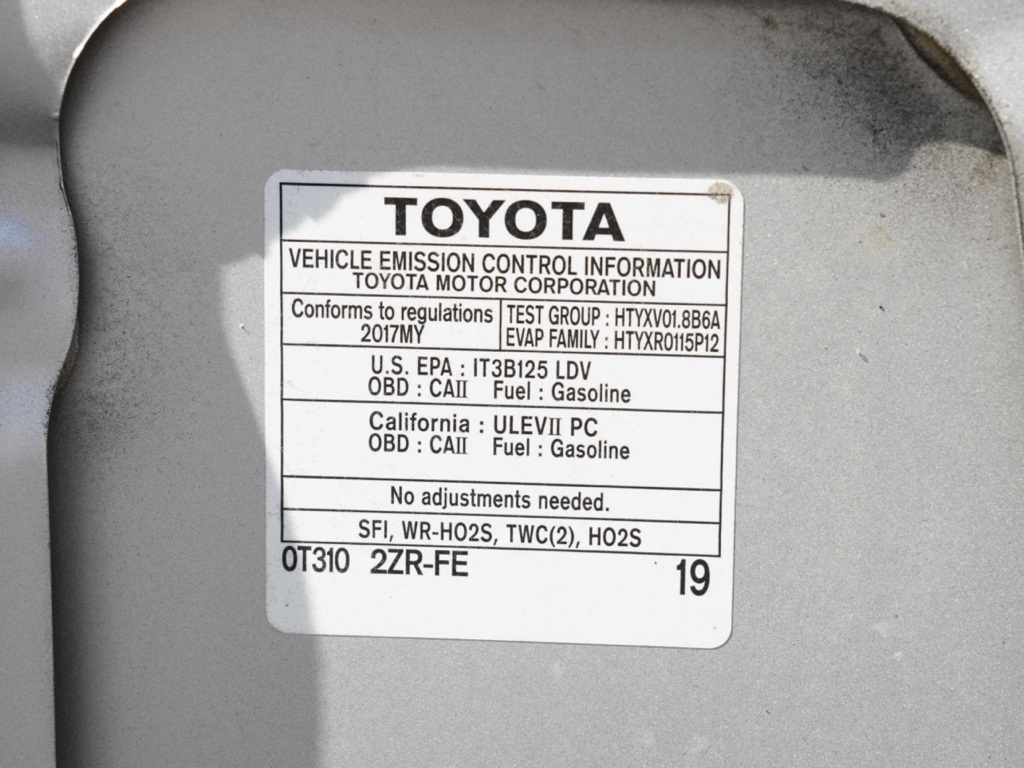 TOYOTA
VEHICLE EMISSION CONTROL INFORMATION
TOYOTA MOTOR CORPORATION
Conforms to regulations
2017MY
TEST GROUP : HTYXV01.8B6A
EVAP FAMILY : HTYXR0115P12
U.S. EPA : IT3B125 LDV
OBD : CAII Fuel : Gasoline
California : ULEVII PC
OBD : CAII Fuel : Gasoline
No adjustments needed.
SFI, WR-HO2S, TWC(2), HO2S
0T310 2ZR-FE 19